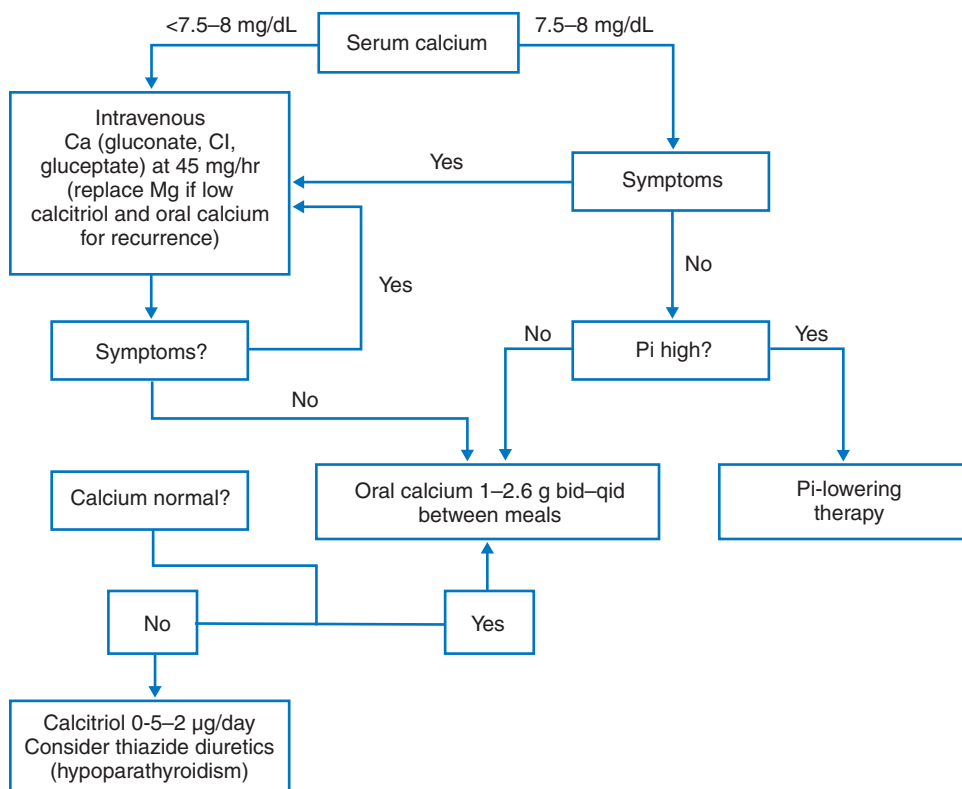 <7.5–8 mg/dL
Serum calcium
7.5–8 mg/dL
Intravenous
Ca (gluconate, CI,
gluceptate) at 45 mg/hr
(replace Mg if low
calcitriol and oral calcium
for recurrence)
Yes
Symptoms
Yes
No
Symptoms?
No
Pi high?
Yes
No
Calcium normal?
Oral calcium 1–2.6 g bid–qid
between meals
Pi-lowering
therapy
No
Yes
Calcitriol 0-5–2 µg/day
Consider thiazide diuretics
(hypoparathyroidism)